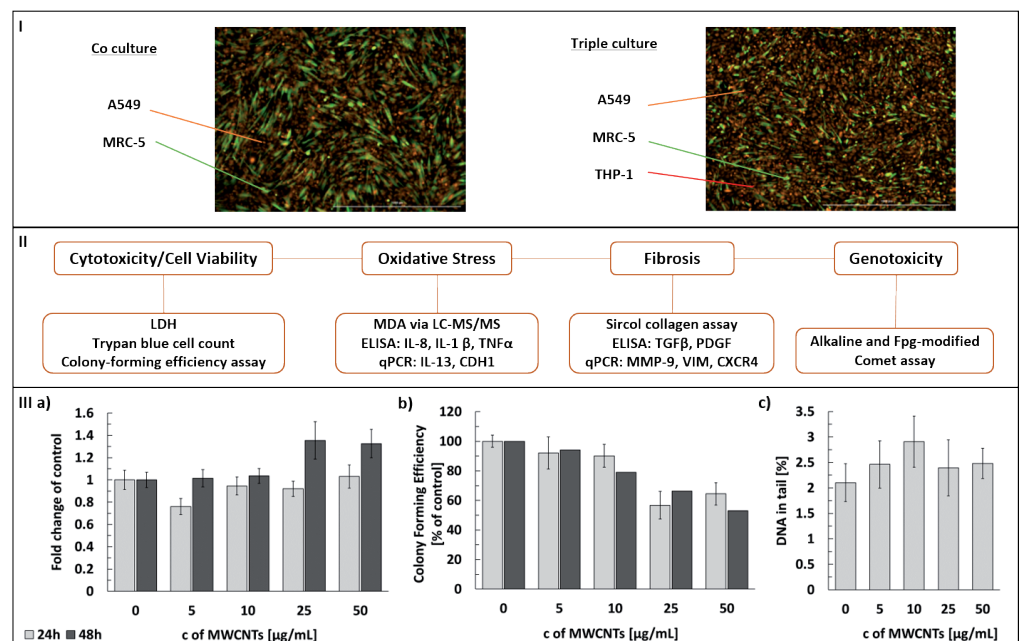 I
Co culture
A549
MRC-5
Triple culture
A549
MRC-5
THP-1
II
Cytotoxicity/Cell Viability
Oxidative Stress
Fibrosis
Genotoxicity
LDH
Trypan blue cell count
Colony-forming efficiency assay
MDA via LC-MS/MS
ELISA: IL-8, IL-1 β, TNFα
qPCR: IL-13, CDH1
Sircol collagen assay
ELISA: TGFβ, PDGF
qPCR: MMP-9, VIM, CXCR4
Alkaline and Fpg-modified
Comet assay
III a)
Fold change of control
1.6
1.4
1.2
1
0.8
0.6
0.4
0.2
0
0 5 10 25 50
24h 48h
c of MWCNTs [µg/mL]
b)
Colony Forming Efficiency
[% of control]
120
100
80
60
40
20
0
0 5 10 25 50
c of MWCNTs [µg/mL]
c)
DNA in tail [%]
3.5
3
2.5
2
1.5
1
0.5
0
0 5 10 25 50
c of MWCNTs [µg/mL]